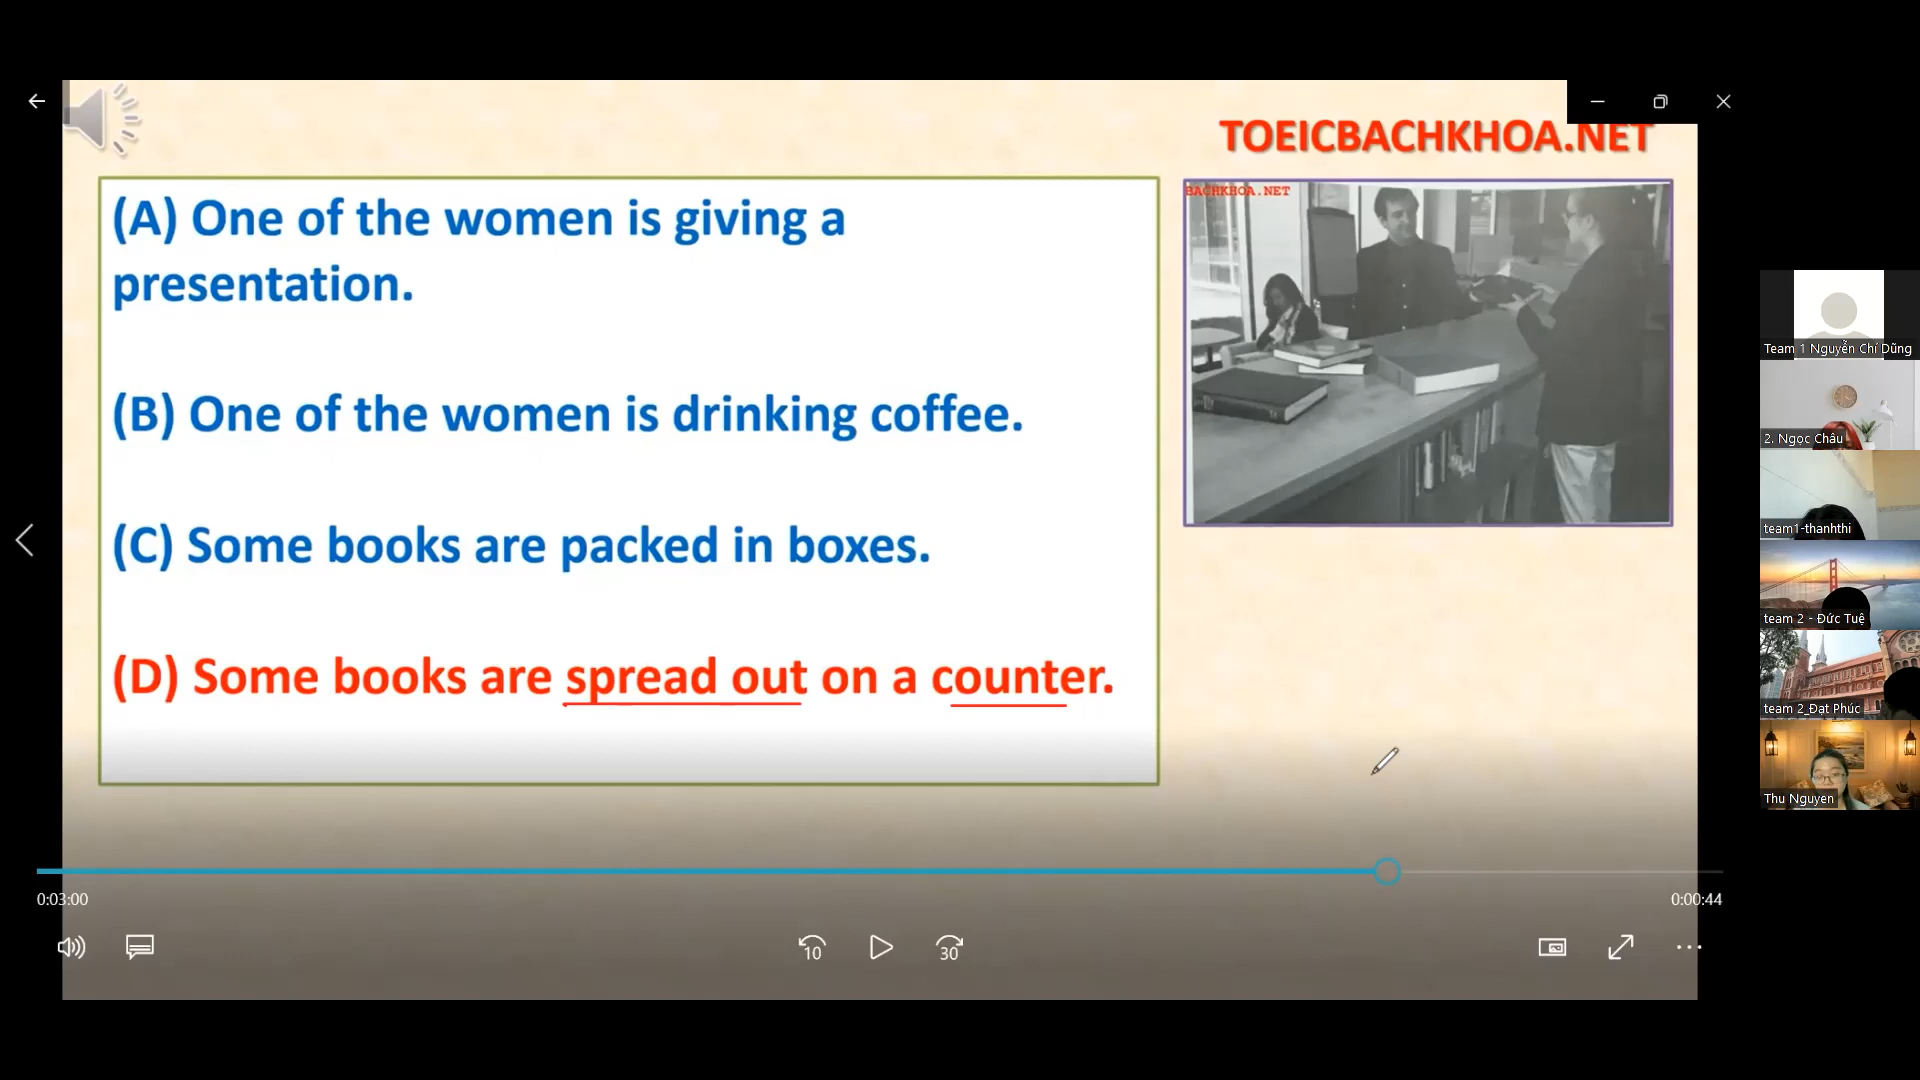 TOEICBACHKHOA.NET
BACHKHOA.NET
(A) One of the women is giving a
presentation.
(B) One of the women is drinking coffee.
(C) Some books are packed in boxes.
(D) Some books are spread out on a counter.
0:03:00
0:00:44
10
30
Team 1 Nguyễn Chí Dũng
2. Ngọc Châu
team1-thanhthi
team 2 - Đức Tuệ
team 2_Đạt Phúc
Thu Nguyen